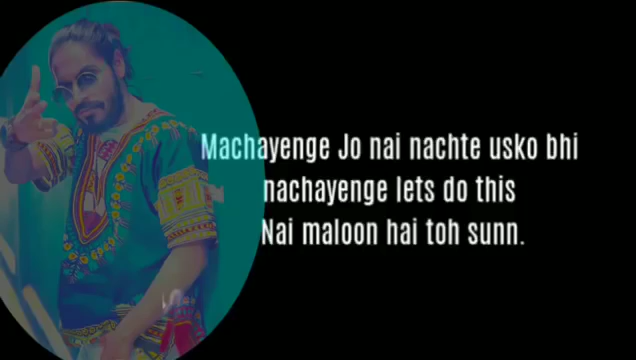 Machayenge Jo nai nachte usko bhi
nachayenge lets do this
Nai maloon hai toh sunn.